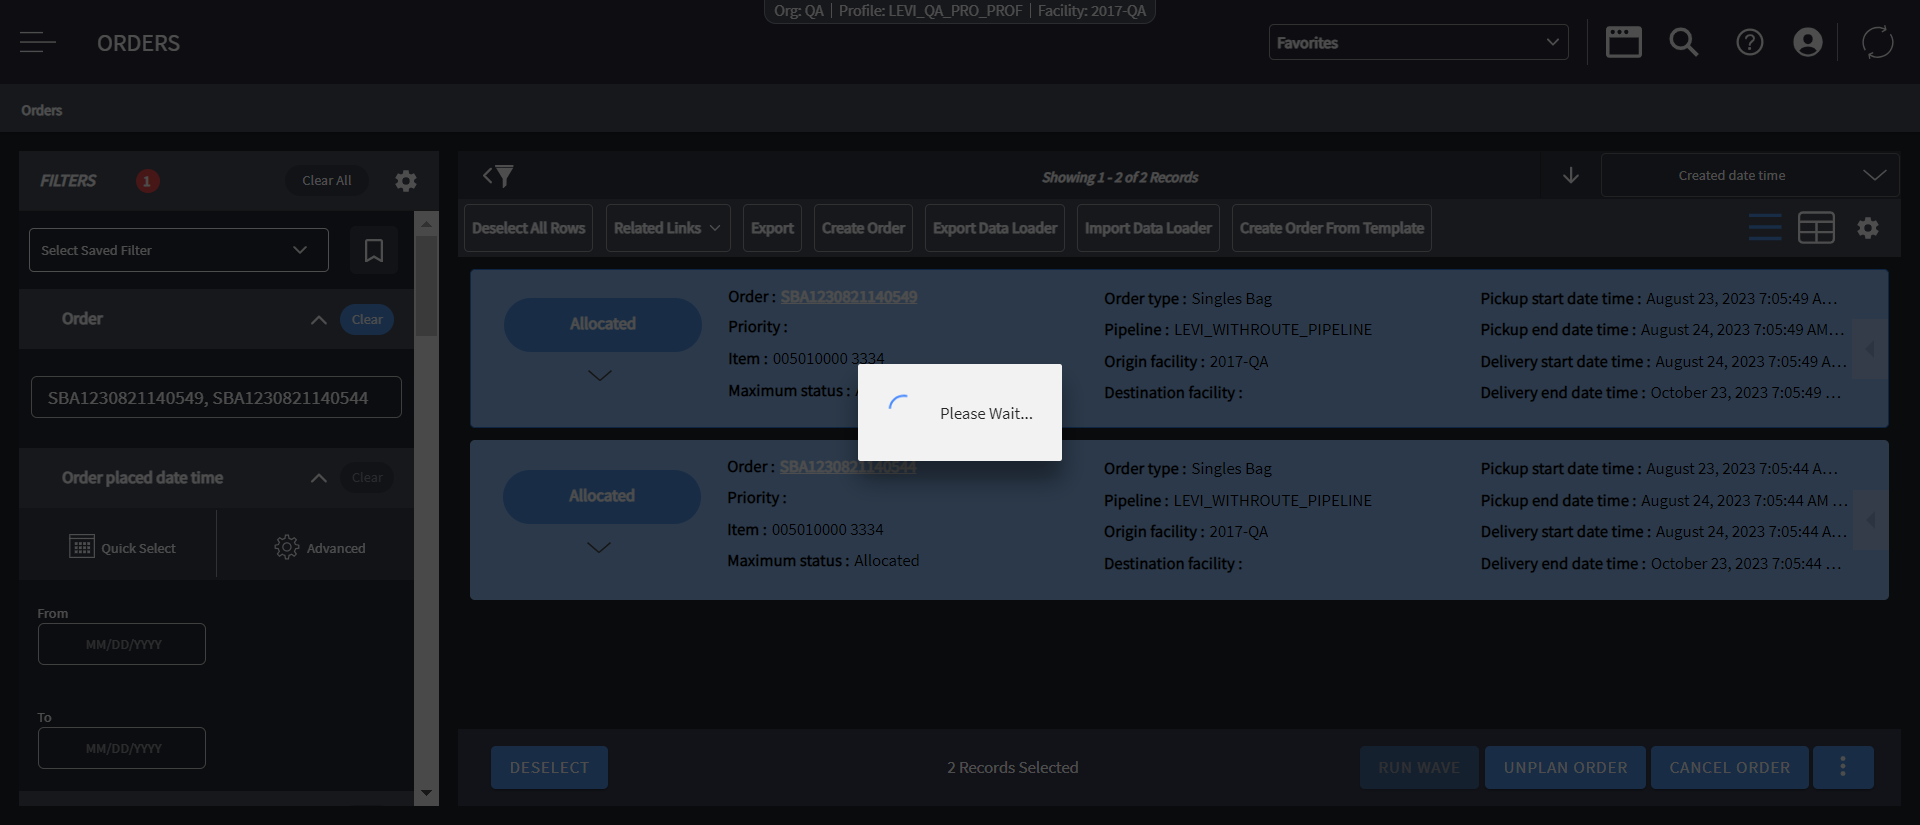 Org: QA | Profile: LEVI_QA_PRO_PROF | Facility: 2017-QA
ORDERS
Favorites
Orders
FILTERS
1
Clear All
Select Saved Filter
Order
Clear
SBA1230821140549, SBA1230821140544
Order placed date time
Clear
Quick Select
Advanced
From
MM/DD/YYYY
To
MM/DD/YYYY
Showing 1 - 2 of 2 Records
Created date time
Deselect All Rows
Related Links
Export
Create Order
Export Data Loader
Import Data Loader
Create Order From Template
Allocated
Order : SBA1230821140549
Priority :
Item : 005010000 3334
Maximum status :
Order type : Singles Bag
Pipeline : LEVI_WITHROUTE_PIPELINE
Origin facility : 2017-QA
Destination facility :
Pickup start date time : August 23, 2023 7:05:49 A...
Pickup end date time : August 24, 2023 7:05:49 AM...
Delivery start date time : August 24, 2023 7:05:49 A...
Delivery end date time : October 23, 2023 7:05:49 ...
Please Wait...
Allocated
Order : SBA1230821140544
Priority :
Item : 005010000 3334
Maximum status : Allocated
Order type : Singles Bag
Pipeline : LEVI_WITHROUTE_PIPELINE
Origin facility : 2017-QA
Destination facility :
Pickup start date time : August 23, 2023 7:05:44 A...
Pickup end date time : August 24, 2023 7:05:44 AM ...
Delivery start date time : August 24, 2023 7:05:44 A...
Delivery end date time : October 23, 2023 7:05:44 ...
DESELECT
2 Records Selected
RUN WAVE
UNPLAN ORDER
CANCEL ORDER